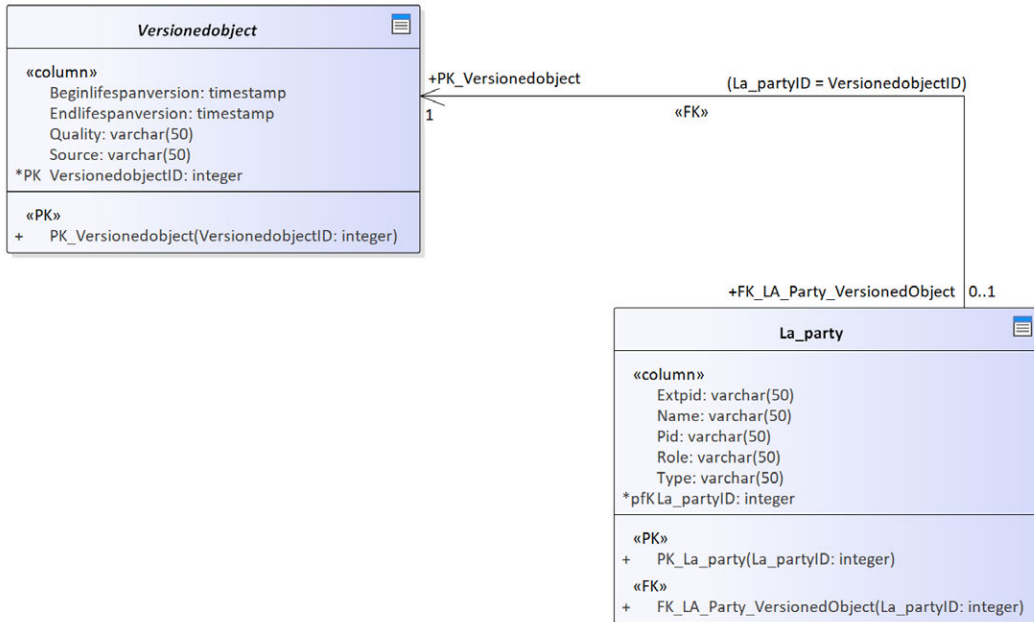 Versionedobject
«column»
Beginlifespanversion: timestamp
Endlifespanversion: timestamp
Quality: varchar(50)
Source: varchar(50)
*PK VersionedobjectID: integer
«PK»
+ PK_Versionedobject(VersionedobjectID: integer)
+PK_Versionedobject
(La_partyID = VersionedobjectID)
1
«FK»
+FK_LA_Party_VersionedObject 0..1
La_party
«column»
Extpid: varchar(50)
Name: varchar(50)
Pid: varchar(50)
Role: varchar(50)
Type: varchar(50)
*pfK La_partyID: integer
«PK»
+ PK_La_party(La_partyID: integer)
«FK»
+ FK_LA_Party_VersionedObject(La_partyID: integer)